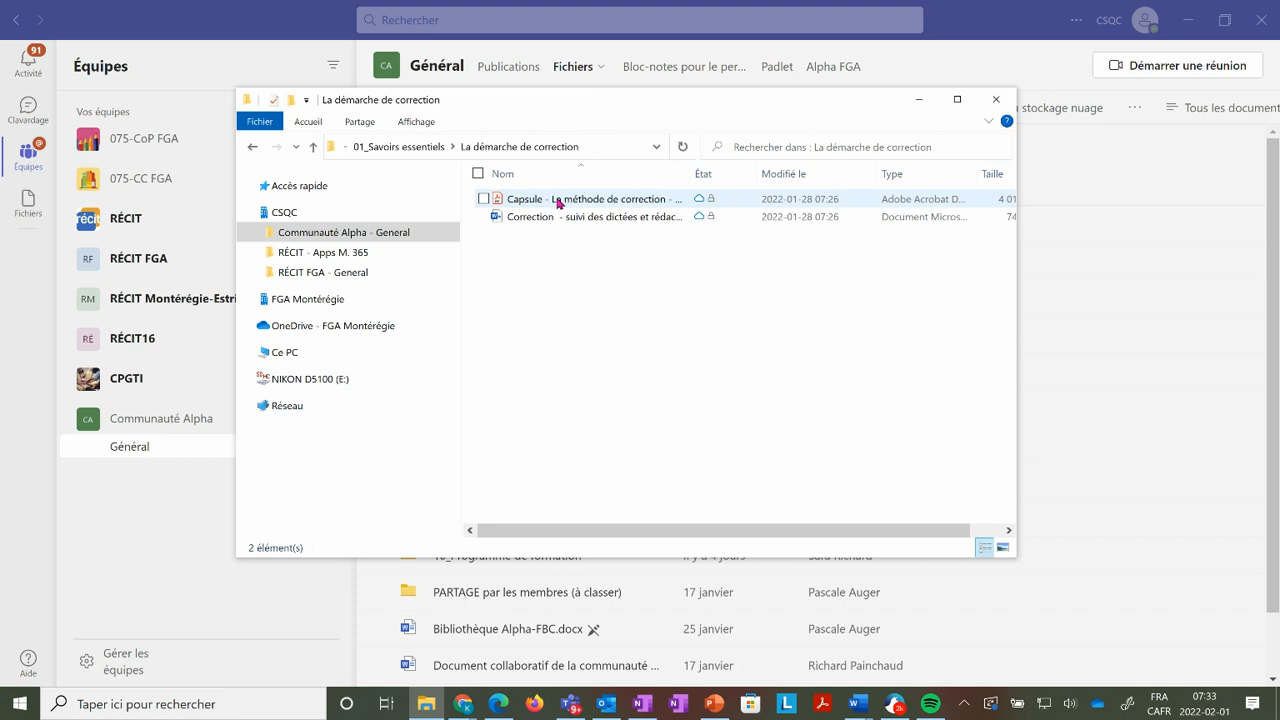 Rechercher
CSQC
91
Activité
Clavardage
Équipes
Fichiers
Aide
Équipes
Vos équipes
075-CoP FGA
075-CC FGA
RÉCIT
RF
RÉCIT FGA
RM
RÉCIT Montérégie-Estri
RÉ
RÉCIT16
CPGTI
CA
Communauté Alpha
Général
Gérer les
équipes
CA
Général
Publications
Fichiers
Bloc-notes pour le per...
Padlet
Alpha FGA
Démarrer une réunion
u stockage nuage
Tous les document
La démarche de correction
Fichier
Accueil
Partage
Affichage
01_Savoirs essentiels
La démarche de correction
Rechercher dans : La démarche de correction
Accès rapide
CSQC
Communauté Alpha - General
RÉCIT - Apps M. 365
RÉCIT FGA - General
FGA Montérégie
OneDrive - FGA Montérégie
Ce PC
NIKON D5100 (E:)
Réseau
Nom
État
Modifié le
Type
Taille
Capsule - La méthode de correction - ...
2022-01-28 07:26
Adobe Acrobat D...
4 01
Correction - suivi des dictées et rédac...
2022-01-28 07:26
Document Micros...
74
2 élément(s)
Sara Richard
PARTAGE par les membres (à classer)
17 janvier
Pascale Auger
Bibliothèque Alpha-FBC.docx
25 janvier
Pascale Auger
Document collaboratif de la communauté ...
17 janvier
Richard Painchaud
Taper ici pour rechercher
9+
2k
FRA
CAFR
07:33
2022-02-01